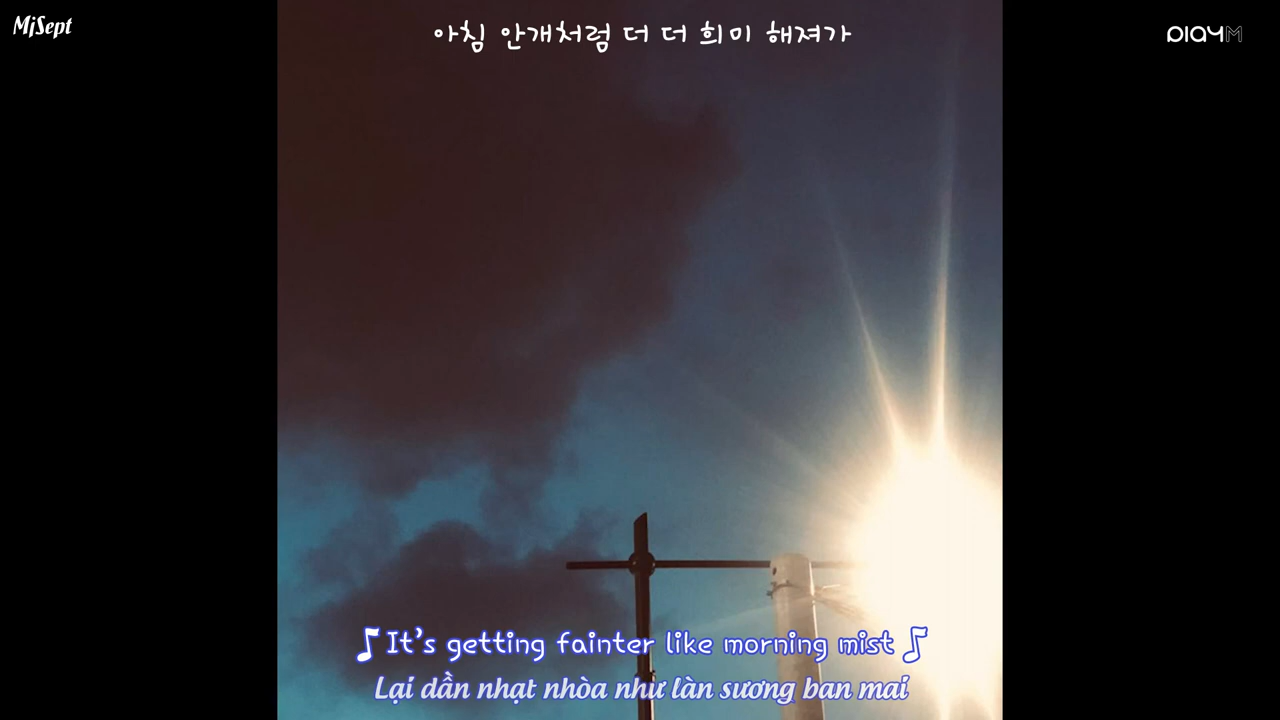 MjSept
아침 안개처럼 더 더 희미 해져가
PlayM
♪ It's getting fainter like morning mist ♪
Lại dần nhạt nhòa như làn sương ban mai